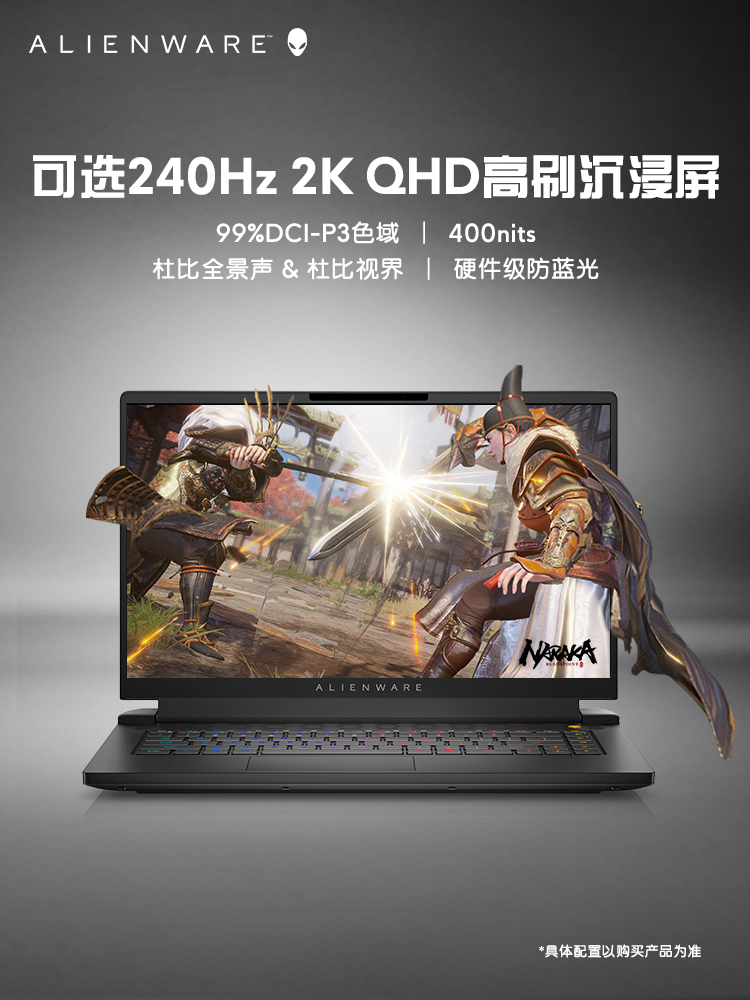 ALIENWARE™
可选240Hz 2K QHD高刷沉浸屏
99%DCI-P3色域 | 400nits
杜比全景声 & 杜比视界 | 硬件级防蓝光
NARAKA
BLADEPOINT
ALIENWARE
*具体配置以购买产品为准